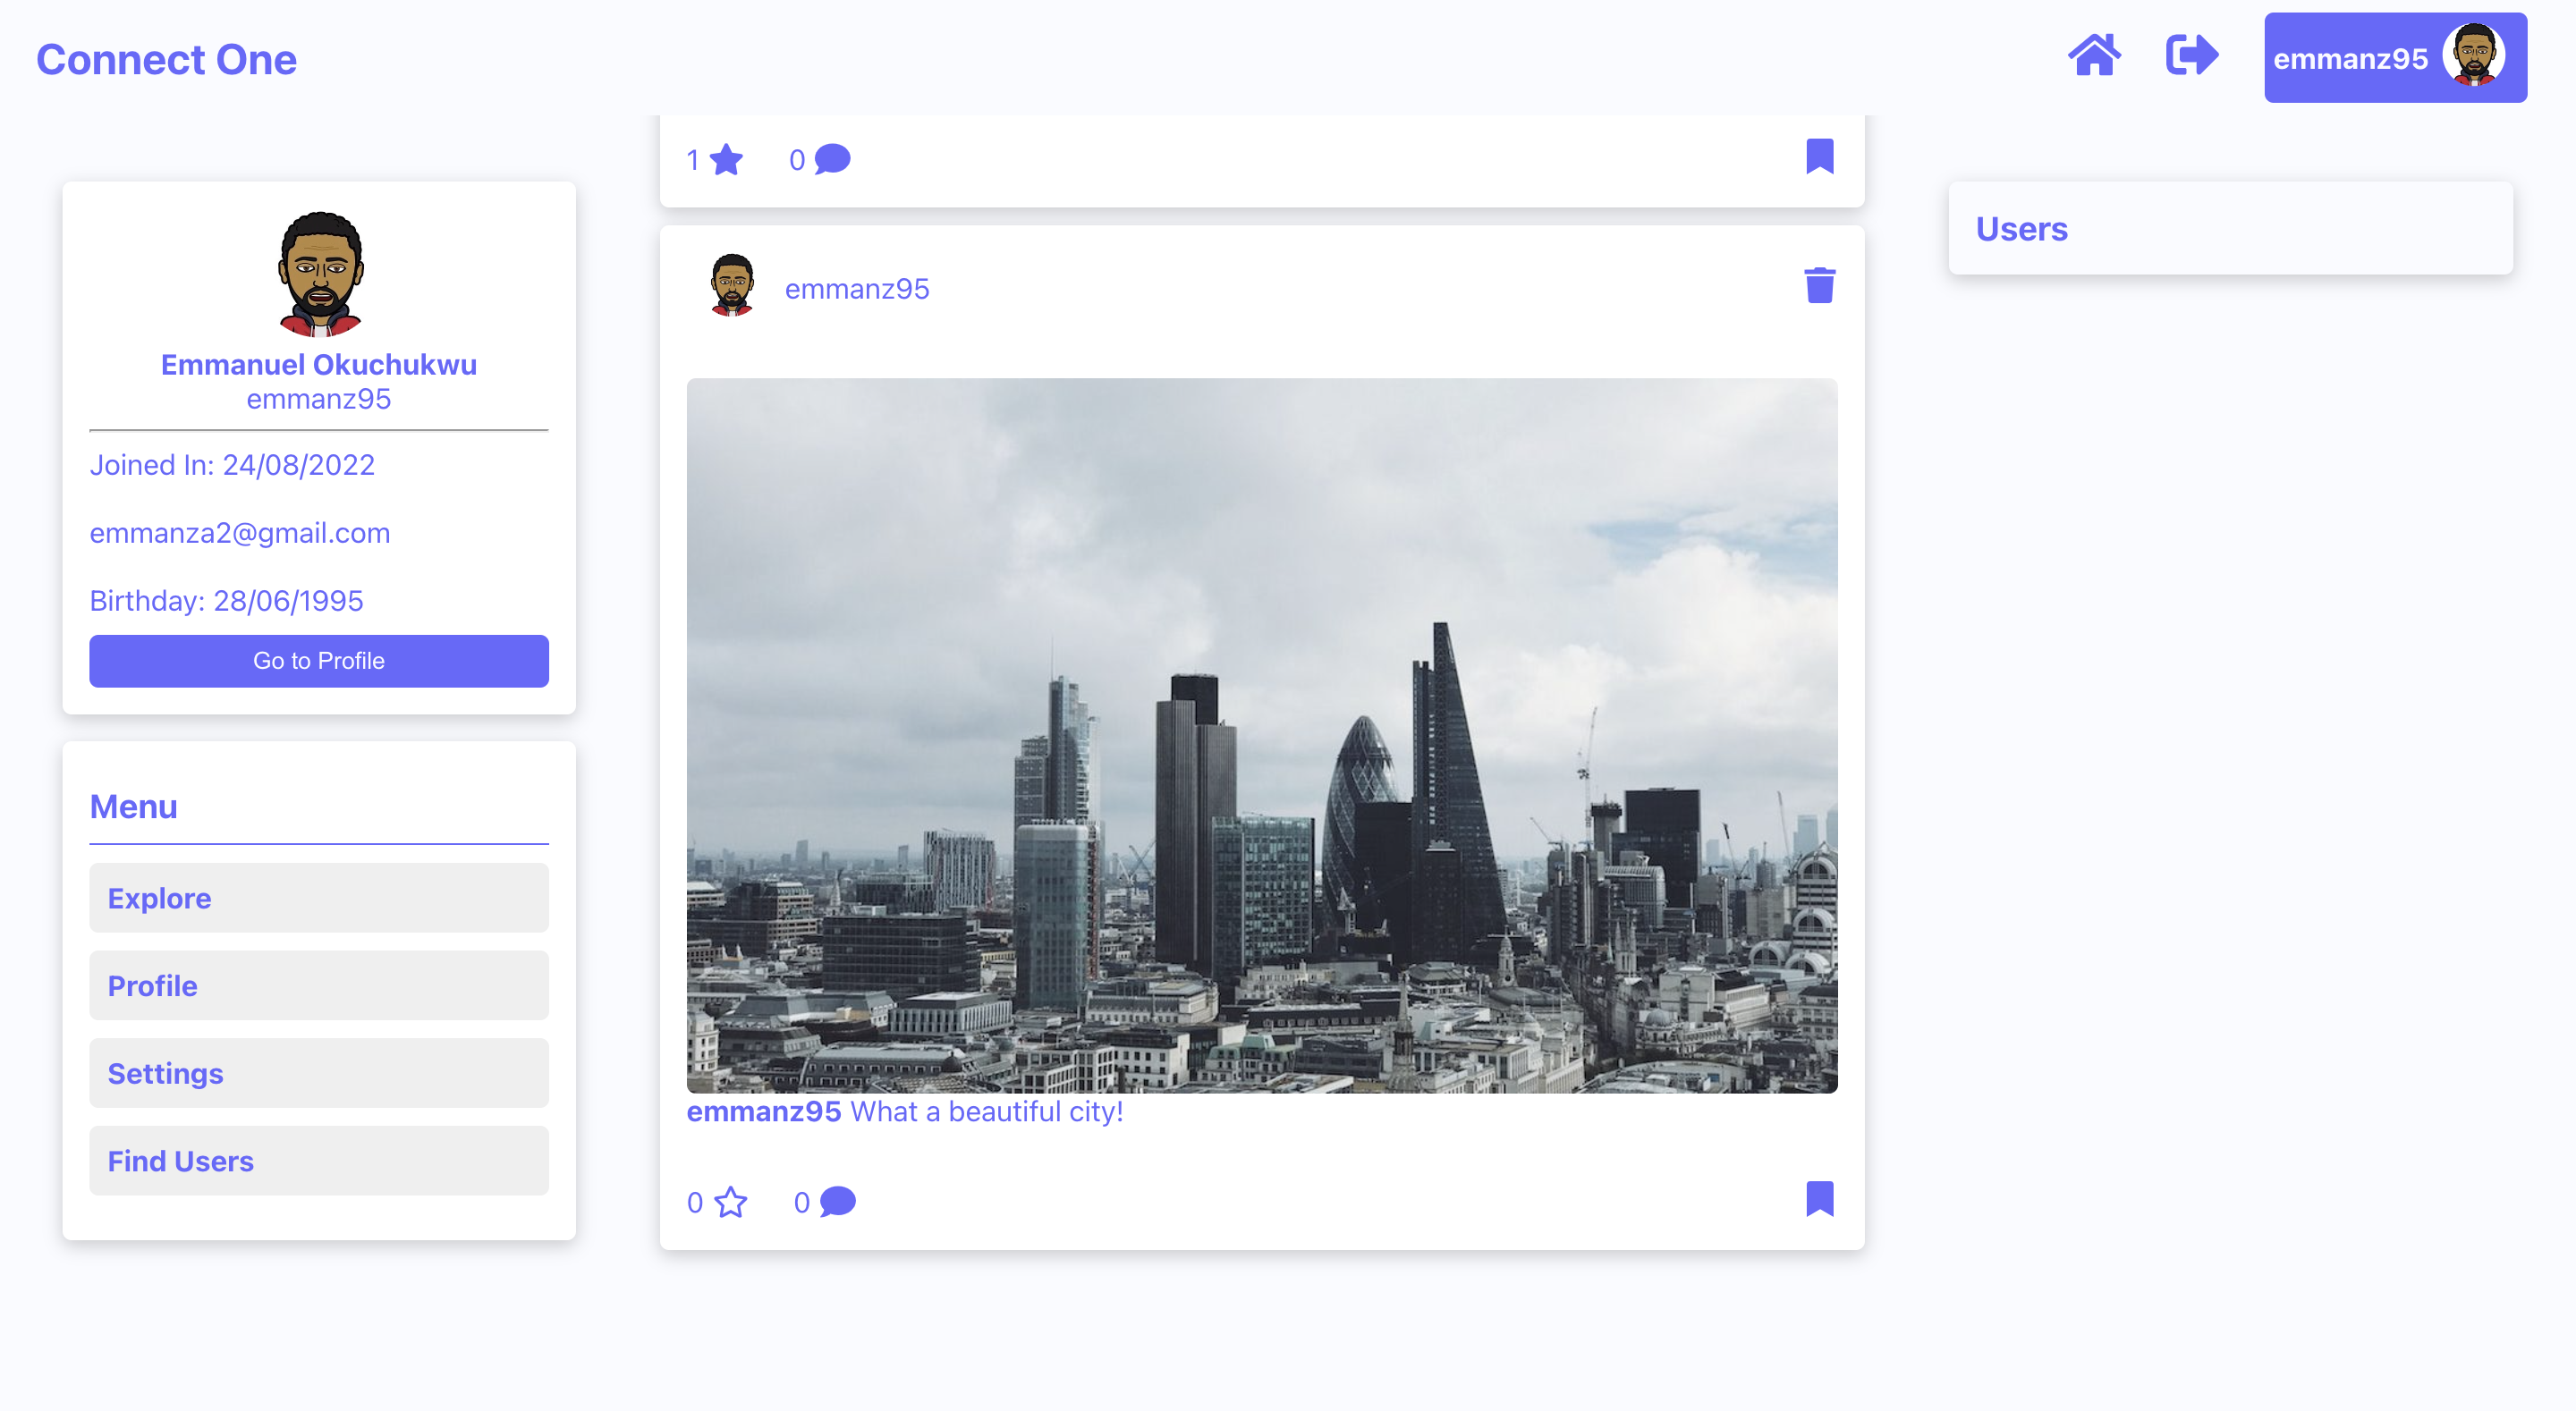 Connect One
emmanz95
1 0
Emmanuel Okuchukwu
emmanz95
Joined In: 24/08/2022
emmanza2@gmail.com
Birthday: 28/06/1995
Go to Profile
Menu
Explore
Profile
Settings
Find Users
emmanz95
emmanz95 What a beautiful city!
0 0
Users